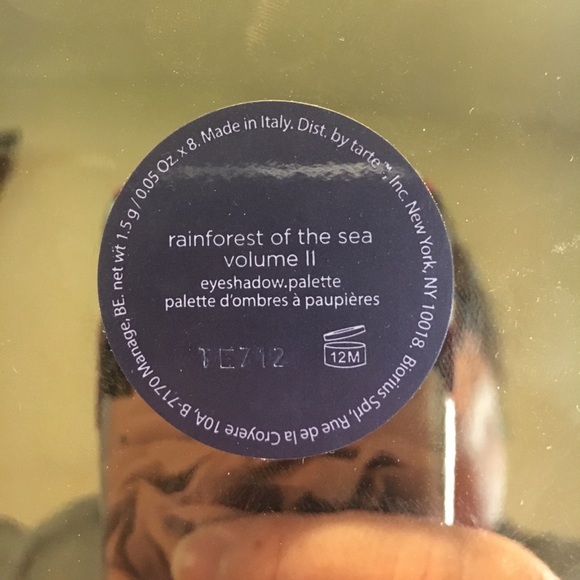 net wt 1.5 g / 0.05 Oz. x 8. Made in Italy. Dist. by tarte™, Inc. New York, NY 10018. Biorius Sprl, Rue de la Croyere 10A, B-7170 Manage, BE.
rainforest of the sea
volume II
eyeshadow.palette
palette d'ombres à paupières
TE712
12M